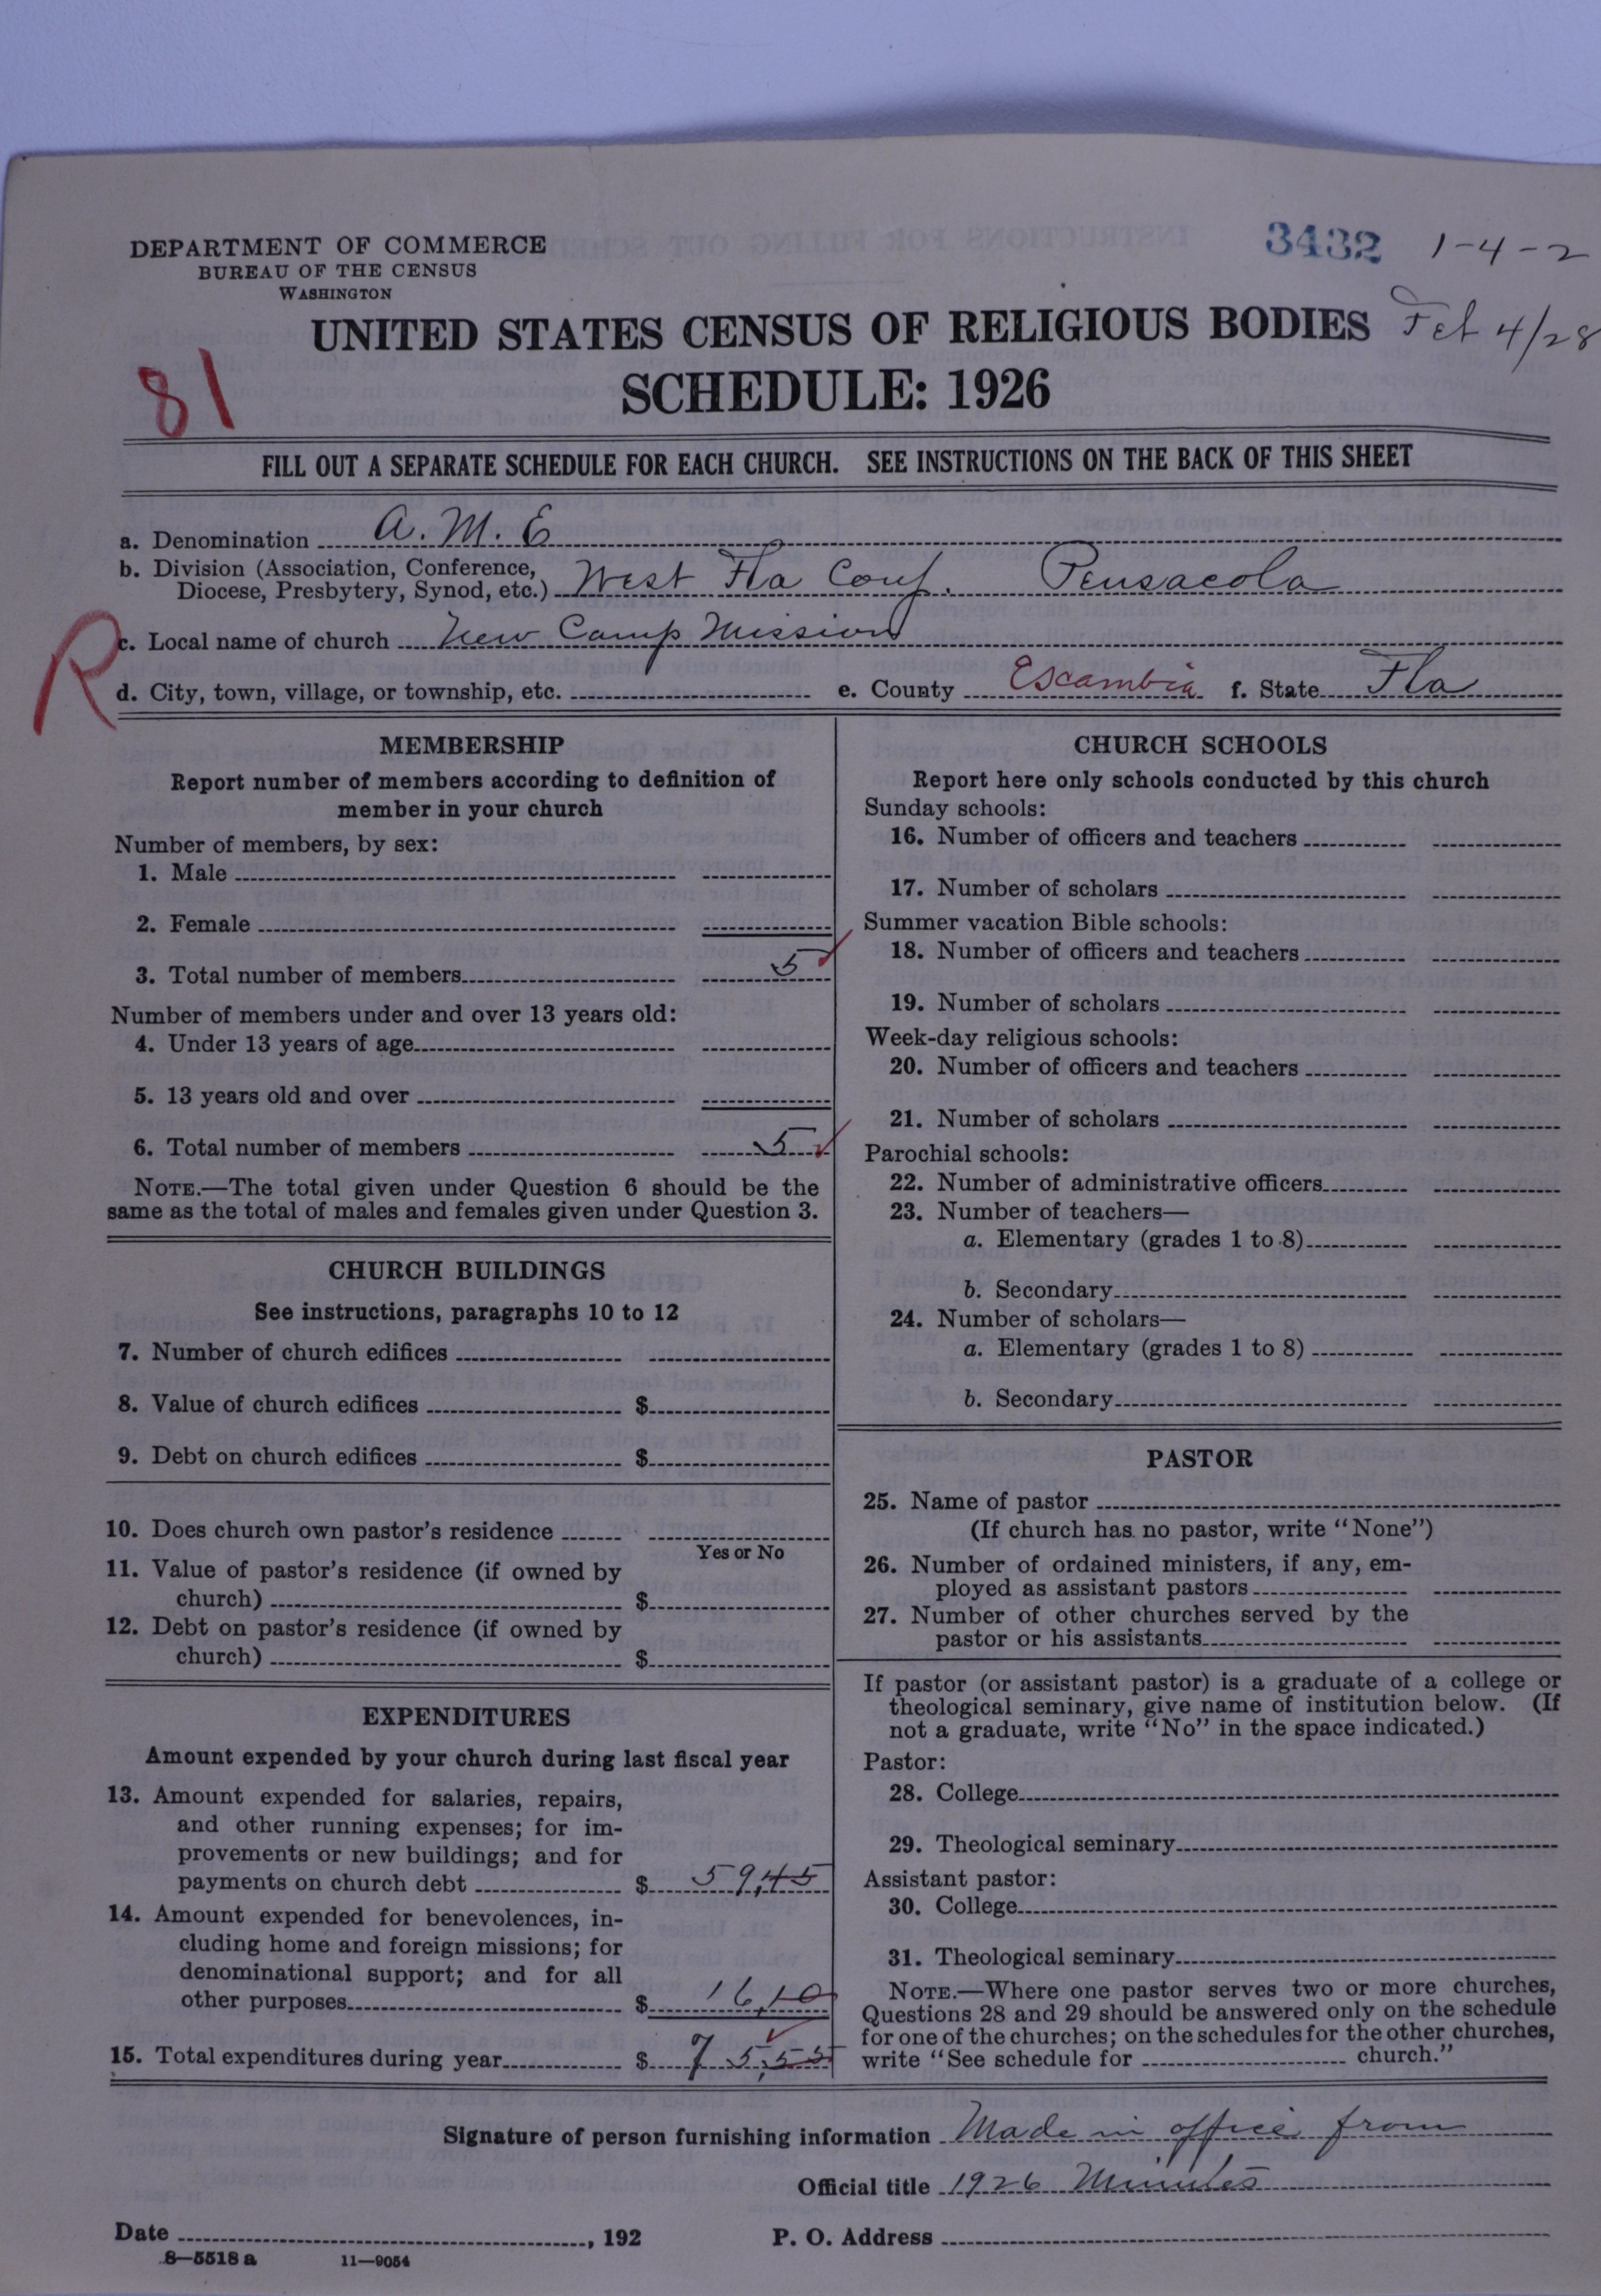 3432 1-4-2
DEPARTMENT OF COMMERCE
BUREAU OF THE CENSUS
WASHINGTON
UNITED STATES CENSUS OF RELIGIOUS BODIES
Feb 4/28
81
SCHEDULE: 1926
FILL OUT A SEPARATE SCHEDULE FOR EACH CHURCH. SEE INSTRUCTIONS ON THE BACK OF THIS SHEET
a. Denomination A. M. E
b. Division (Association, Conference,
Diocese, Presbytery, Synod, etc.) West Fla Conf. Pensacola
R
c. Local name of church New Camp Mission
d. City, town, village, or township, etc. e. County Escambia f. State Fla
MEMBERSHIP
Report number of members according to definition of
member in your church
Number of members, by sex:
1. Male
2. Female
3. Total number of members 5
Number of members under and over 13 years old:
4. Under 13 years of age
5. 13 years old and over
6. Total number of members 5
NOTE.—The total given under Question 6 should be the
same as the total of males and females given under Question 3.
CHURCH BUILDINGS
See instructions, paragraphs 10 to 12
7. Number of church edifices
8. Value of church edifices $
9. Debt on church edifices $
10. Does church own pastor's residence
Yes or No
11. Value of pastor's residence (if owned by
church) $
12. Debt on pastor's residence (if owned by
church) $
EXPENDITURES
Amount expended by your church during last fiscal year
13. Amount expended for salaries, repairs,
and other running expenses; for im-
provements or new buildings; and for
payments on church debt $ 59,45
14. Amount expended for benevolences, in-
cluding home and foreign missions; for
denominational support; and for all
other purposes $ 16,10
15. Total expenditures during year $ 75,55
CHURCH SCHOOLS
Report here only schools conducted by this church
Sunday schools:
16. Number of officers and teachers
17. Number of scholars
Summer vacation Bible schools:
18. Number of officers and teachers
19. Number of scholars
Week-day religious schools:
20. Number of officers and teachers
21. Number of scholars
Parochial schools:
22. Number of administrative officers
23. Number of teachers—
a. Elementary (grades 1 to 8)
b. Secondary
24. Number of scholars—
a. Elementary (grades 1 to 8)
b. Secondary
PASTOR
25. Name of pastor
(If church has no pastor, write "None")
26. Number of ordained ministers, if any, em-
ployed as assistant pastors
27. Number of other churches served by the
pastor or his assistants
If pastor (or assistant pastor) is a graduate of a college or
theological seminary, give name of institution below. (If
not a graduate, write "No" in the space indicated.)
Pastor:
28. College
29. Theological seminary
Assistant pastor:
30. College
31. Theological seminary
NOTE.—Where one pastor serves two or more churches,
Questions 28 and 29 should be answered only on the schedule
for one of the churches; on the schedules for the other churches,
write "See schedule for church."
Signature of person furnishing information Made in office from
Official title 1926 Minutes
Date , 192 P. O. Address
8—5518 a 11—9054